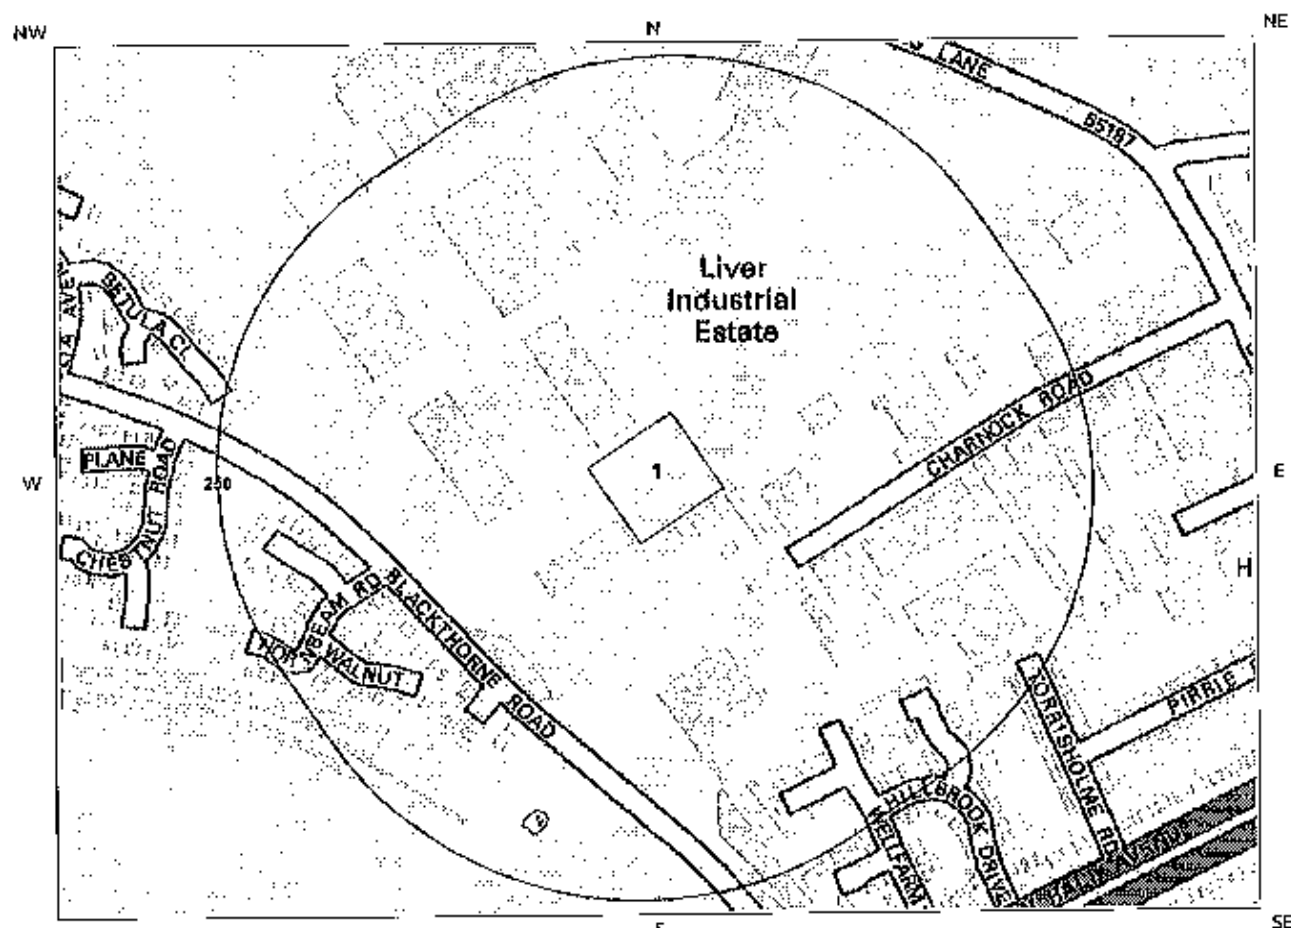 NW
N
NE
LANE
B5187
Liver
Industrial
Estate
BETULA CL
CHARNOCK ROAD
PLANE
1
W
250
E
CHESTNUT ROAD
H
BLACKTHORNE ROAD
WALNUT
PIRRIE
HILLBROOK DRIVE
WELLFARM
SE